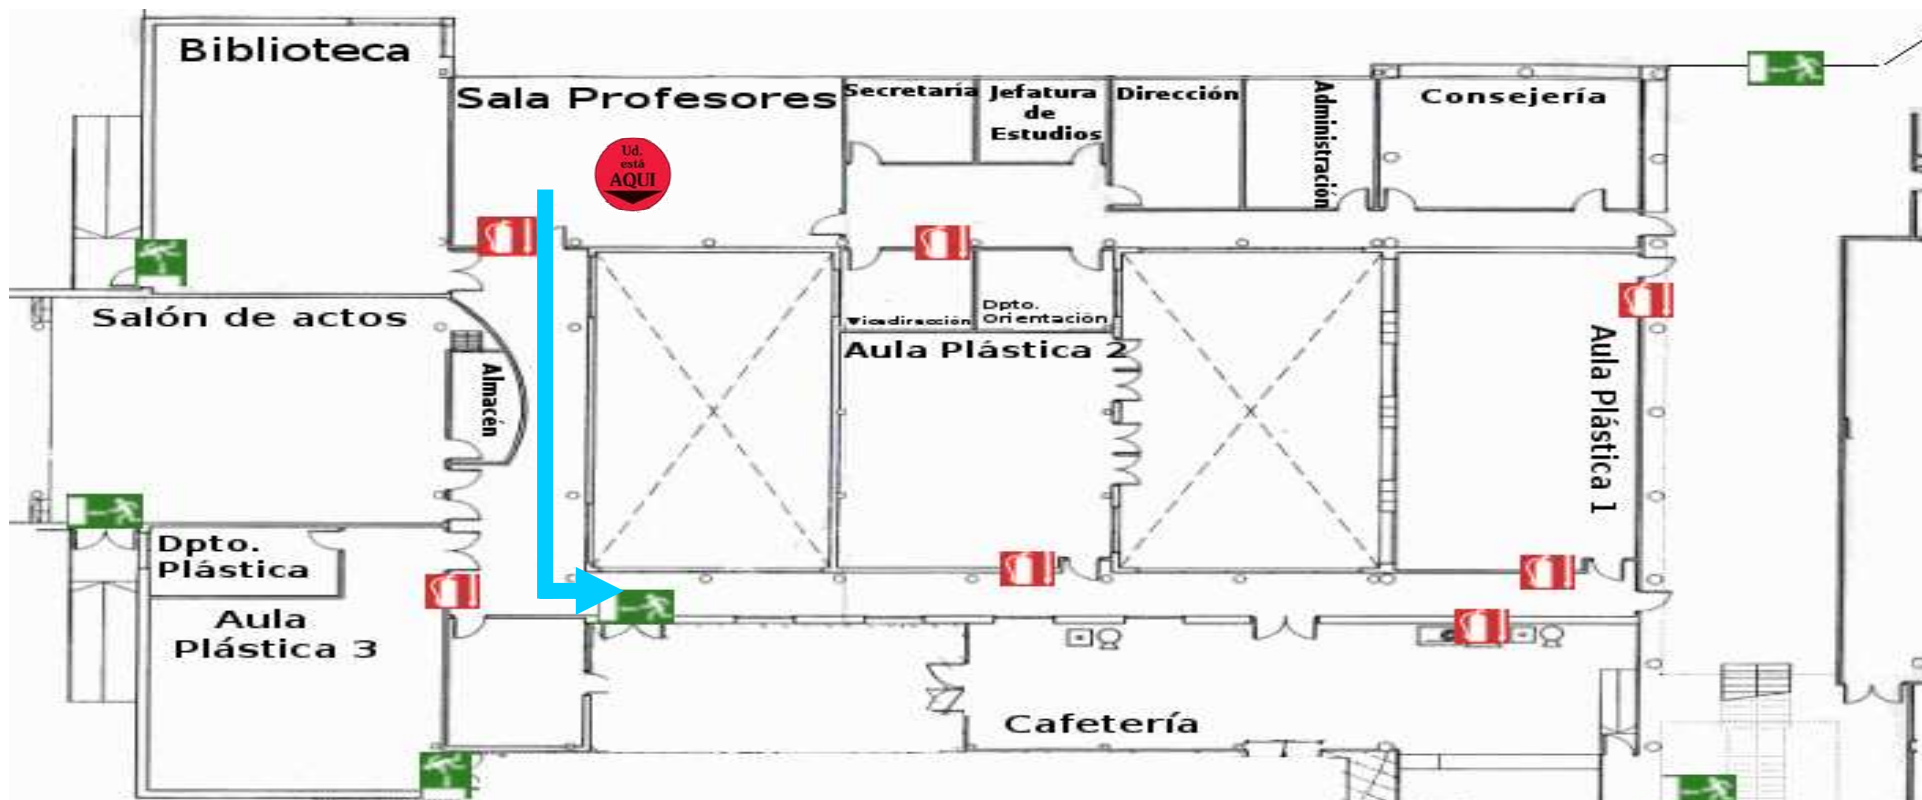 Biblioteca
Sala Profesores
Secretaría
Jefatura
de
Estudios
Dirección
Administración
Consejería
Ud.
está
AQUI
Salón de actos
Almacén
Vicedirección
Dpto.
Orientación
Aula Plástica 2
Aula Plástica 1
Dpto.
Plástica
Aula
Plástica 3
Cafetería